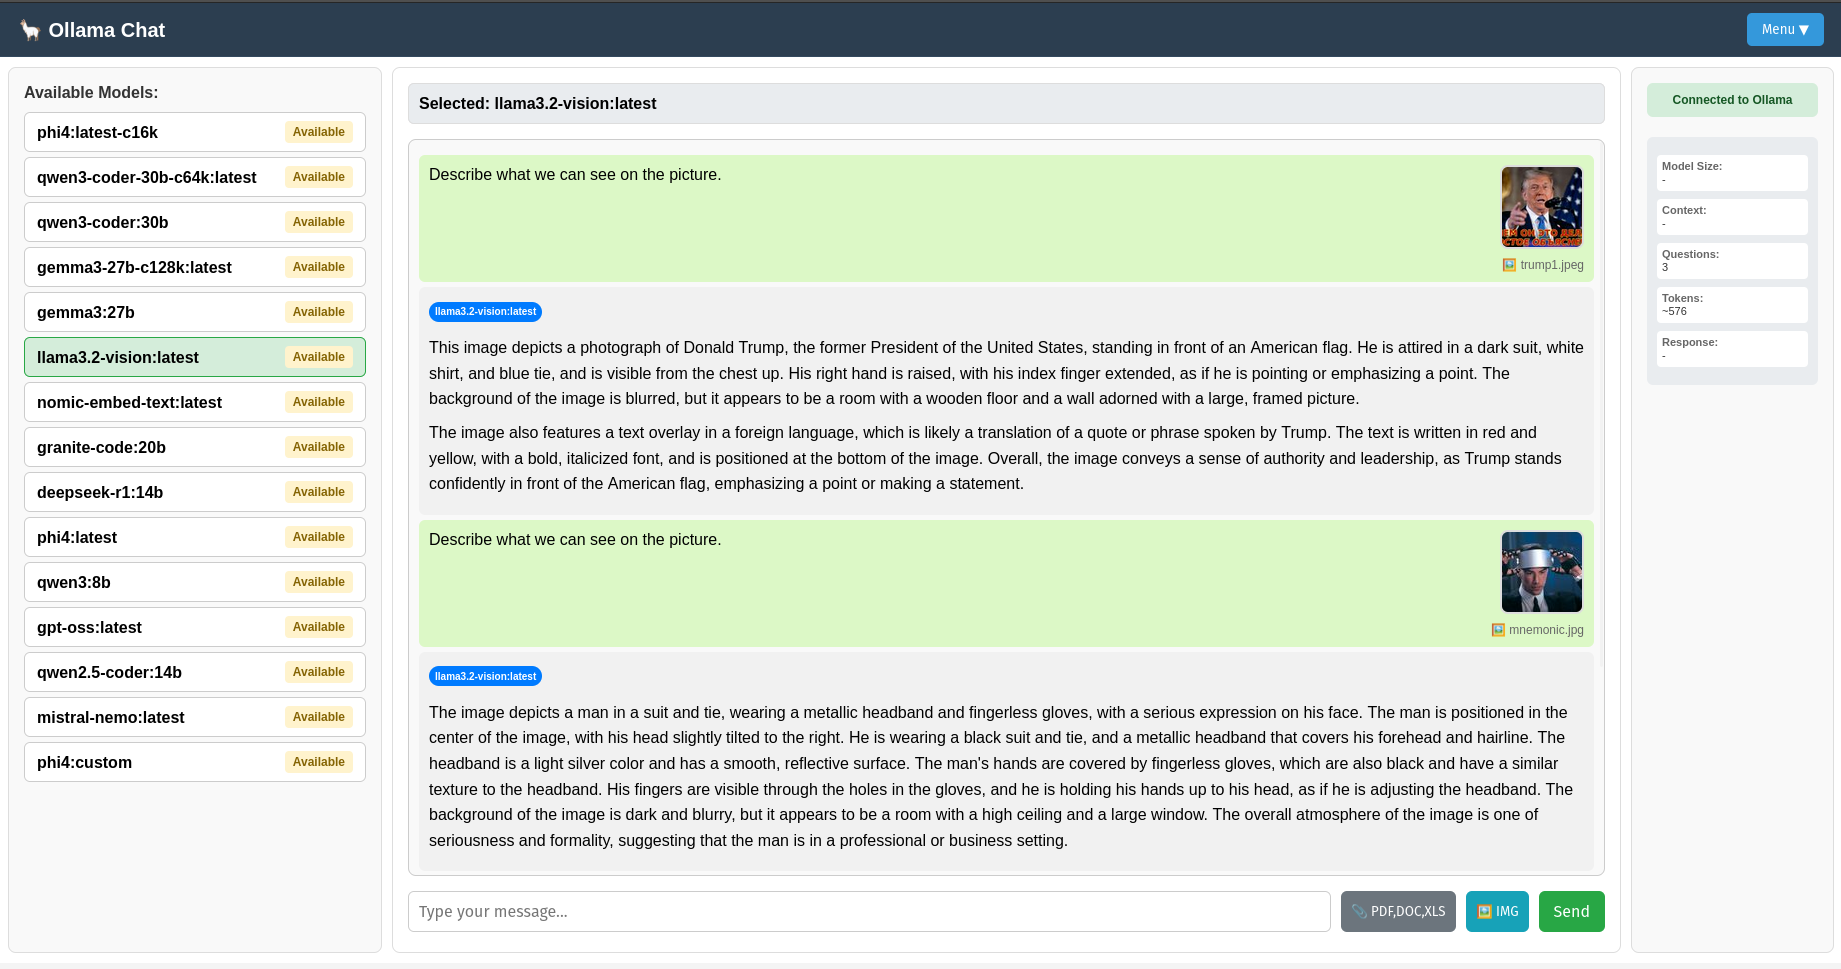 Ollama Chat
Menu ▼
Available Models:
phi4:latest-c16k
Available
qwen3-coder-30b-c64k:latest
Available
qwen3-coder:30b
Available
gemma3-27b-c128k:latest
Available
gemma3:27b
Available
llama3.2-vision:latest
Available
nomic-embed-text:latest
Available
granite-code:20b
Available
deepseek-r1:14b
Available
phi4:latest
Available
qwen3:8b
Available
gpt-oss:latest
Available
qwen2.5-coder:14b
Available
mistral-nemo:latest
Available
phi4:custom
Available
Selected: llama3.2-vision:latest
Describe what we can see on the picture.
trump1.jpeg
llama3.2-vision:latest
This image depicts a photograph of Donald Trump, the former President of the United States, standing in front of an American flag. He is attired in a dark suit, white
shirt, and blue tie, and is visible from the chest up. His right hand is raised, with his index finger extended, as if he is pointing or emphasizing a point. The
background of the image is blurred, but it appears to be a room with a wooden floor and a wall adorned with a large, framed picture.
The image also features a text overlay in a foreign language, which is likely a translation of a quote or phrase spoken by Trump. The text is written in red and
yellow, with a bold, italicized font, and is positioned at the bottom of the image. Overall, the image conveys a sense of authority and leadership, as Trump stands
confidently in front of the American flag, emphasizing a point or making a statement.
Describe what we can see on the picture.
mnemonic.jpg
llama3.2-vision:latest
The image depicts a man in a suit and tie, wearing a metallic headband and fingerless gloves, with a serious expression on his face. The man is positioned in the
center of the image, with his head slightly tilted to the right. He is wearing a black suit and tie, and a metallic headband that covers his forehead and hairline. The
headband is a light silver color and has a smooth, reflective surface. The man's hands are covered by fingerless gloves, which are also black and have a similar
texture to the headband. His fingers are visible through the holes in the gloves, and he is holding his hands up to his head, as if he is adjusting the headband. The
background of the image is dark and blurry, but it appears to be a room with a high ceiling and a large window. The overall atmosphere of the image is one of
seriousness and formality, suggesting that the man is in a professional or business setting.
Type your message...
PDF,DOC,XLS
IMG
Send
Connected to Ollama
Model Size:
-
Context:
-
Questions:
3
Tokens:
~576
Response:
-